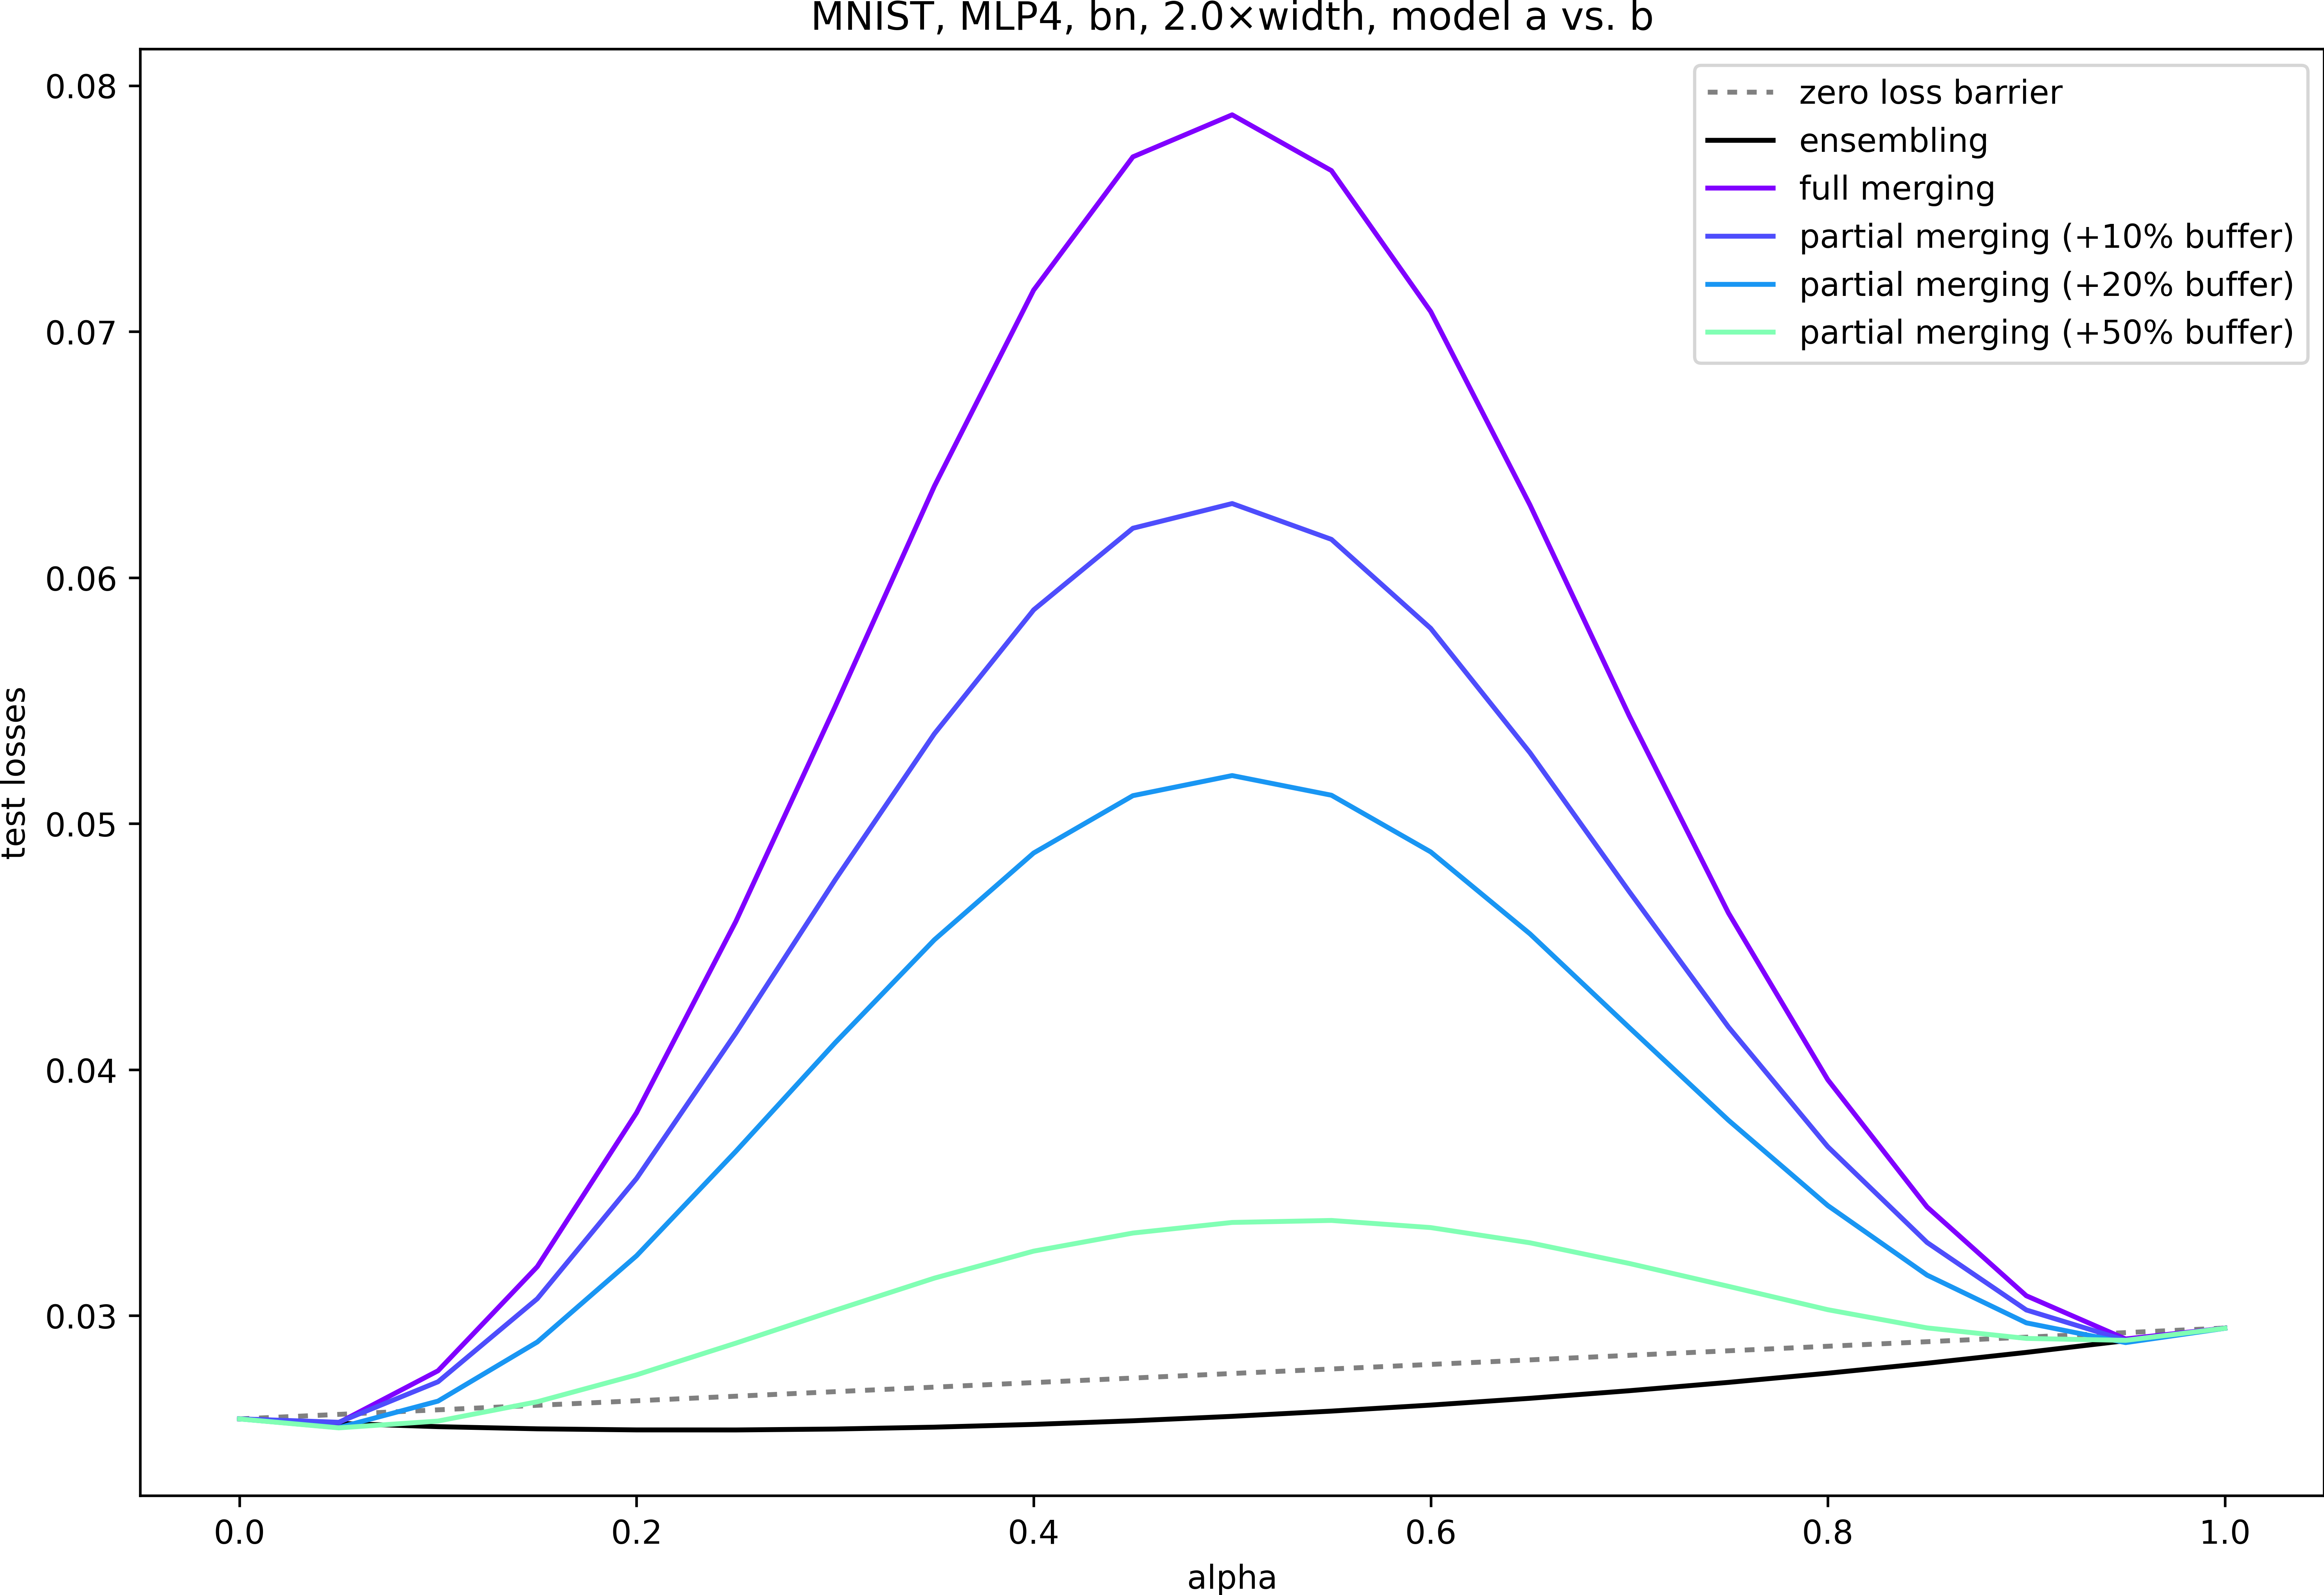 MNIST, MLP4, bn, 2.0×width, model a vs. b
zero loss barrier
ensembling
full merging
partial merging (+10% buffer)
partial merging (+20% buffer)
partial merging (+50% buffer)
0.08
0.07
0.06
0.05
0.04
0.03
test losses
0.0 0.2 0.4 0.6 0.8 1.0
alpha